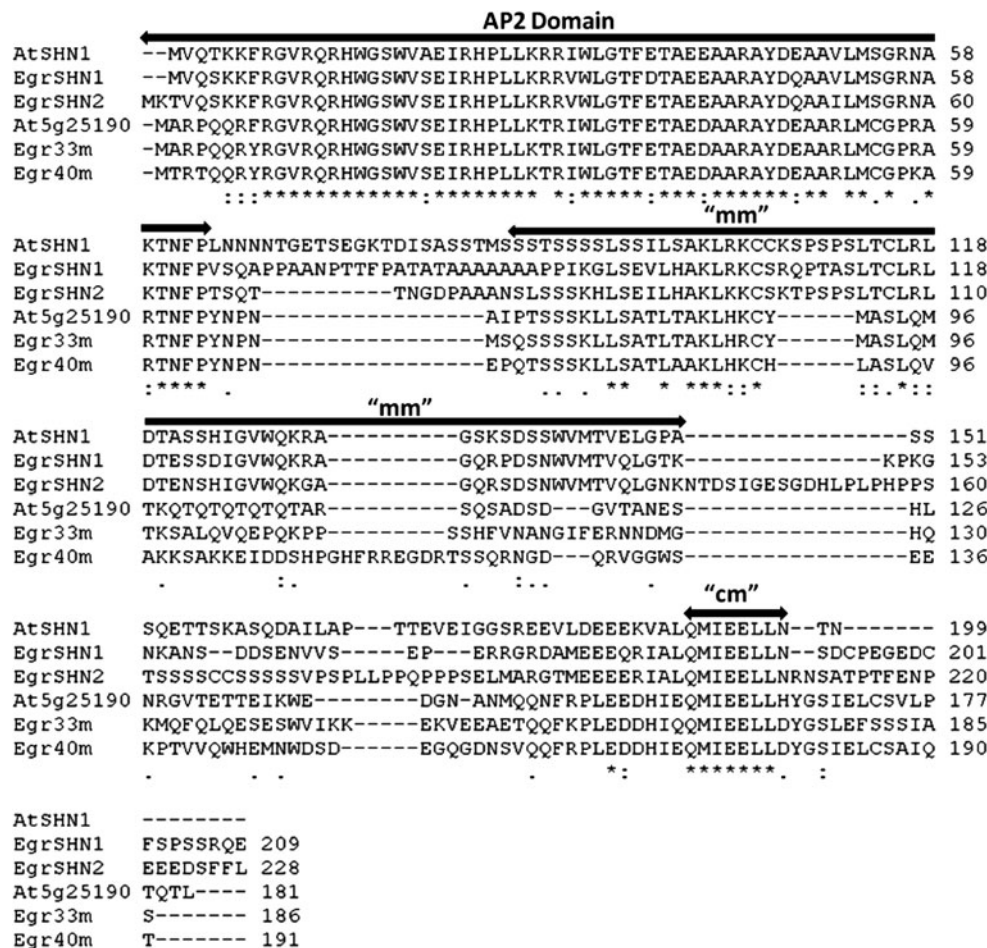 AP2 Domain
AtSHN1 --MVQTKKFRGVRQRHWGSWVAEIRHPLLKRRIWLGTFETAEEAARAYDEAAVLMSGRNA 58
EgrSHN1 --MVQSKKFRGVRQRHWGSWVSEIRHPLLKRRVWLGTFDTAEEAARAYDQAAVLMSGRNA 58
EgrSHN2 MKTVQSKKFRGVRQRHWGSWVSEIRHPLLKRRVWLGTFETAEEAARAYDQAAILMSGRNA 60
At5g25190 -MARPQQRFRGVRQRHWGSWVSEIRHPLLKTRIWLGTFETAEDAARAYDEAARLMCGPRA 59
Egr33m -MARPQQRYRGVRQRHWGSWVSEIRHPLLKTRIWLGTFETAEDAARAYDEAARLMCGPRA 59
Egr40m -MTRTQQRYRGVRQRHWGSWVSEIRHPLLKTRIWLGTFETAEDAARAYDEAARLMCGPKA 59
:::************:******** *:*****:***:******:** ** * . *
"mm"
AtSHN1 KTNFPLNNNNTGETSEGKTDISASSTMSSSTSSSSLSSILSAKLRKCCKSPSPSLTCLRL 118
EgrSHN1 KTNFPVSQAPPAANPTTFPATATAAAAAAAAPPIKGLSEVLHAKLRKCSRQPTASLTCLRL 118
EgrSHN2 KTNFPTSQT----------TNGDPAAANSLSSSKHLSEILHAKLKKCSKTPSPSLTCLRL 110
At5g25190 RTNFPYNPN-----------------AIPTSSSKLLSATLTAKLHKCY------MASLQM 96
Egr33m RTNFPYNPN-----------------MSQSSSSKLLSATLTAKLHRCY------MASLQM 96
Egr40m RTNFPYNPN-----------------EPQTSSSKLLSATLAAKLHKCH------LASLQV 96
:**** . . . ** * ***::* ::.*::
"mm"
AtSHN1 DTASSHIGVWQKRA----------GSKSDSSWVMTVELGPA-----------------SS 151
EgrSHN1 DTESSDIGVWQKRA----------GQRPDSNWVMTVQLGTK---------------KPKG 153
EgrSHN2 DTENSHIGVWQKGA----------GQRSDSNWVMTVQLGNKNTDSIGESGDHLPLPHPPS 160
At5g25190 TKQTQTQTQTQTAR----------SQSADSD---GVTANES-----------------HL 126
Egr33m TKSALQVQEPQKPP----------SSHFVNANGIFERNNDMG----------------HQ 130
Egr40m AKKSAKKEIDDSHPGHFRREGDRTSSQRNGD---QRVGGWS-----------------EE 136
. :. . :.. .
"cm"
AtSHN1 SQETTSKASQDAILAP---TTEVEIGGSREEVLDEEEKVALQMIEELLN--TN------- 199
EgrSHN1 NKANS--DDSENVVS----EP--ERRGRDAMEEEEQRIALQMIEELLN--SDCPEGEDC 201
EgrSHN2 TSSSSCCSSSSSVPSPLLPPQPPPSELMARGTMEEEERIALQMIEELLNRNSATPTFENP 220
At5g25190 NRGVTETTEIKWE------DGN-ANMQQNFRPLEEDHIEQMIEELLHYGSIELCSVLP 177
Egr33m KMQFQLQESESWVIKK----EKVEEAETQQFKPLEDDHIQQMIEELLDYGSLEFSSSIA 185
Egr40m KPTVVQWHEMNWDSD------EGQGDNSVQQFRPLEDDHIEQMIEELLDYGSIELCSAIQ 190
. . . *: *******. :
AtSHN1 --------
EgrSHN1 FSPSSRQE 209
EgrSHN2 EEEDSFFL 228
At5g25190 TQTL---- 181
Egr33m S------- 186
Egr40m T------- 191